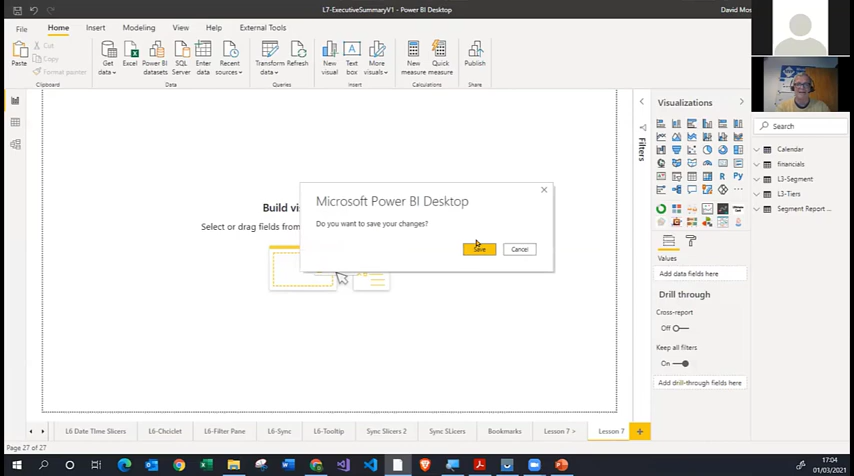 L7-ExecutiveSummaryV1 - Power BI Desktop
David Mos
File
Home
Insert
Modeling
View
Help
External Tools
Paste
Cut
Copy
Format painter
Get data
Excel
Power BI datasets
SQL Server
Enter data
Recent sources
Transform data
Refresh
New visual
Text box
More visuals
New measure
Quick measure
Publish
Clipboard
Data
Queries
Insert
Calculations
Share
Filters
Visualizations
Search
Calendar
financials
L3-Segment
L3-Tiers
Segment Report ...
Build vi
Select or drag fields from
Microsoft Power BI Desktop
Do you want to save your changes?
Save
Cancel
R
Py
Values
Add data fields here
Drill through
Cross-report
Off
Keep all filters
On
Add drill-through fields here
L6 Date TIme Slicers
L6-Chiclet
L6-Filter Pane
L6-Sync
L6-Tooltip
Sync Slicers 2
Sync SLicers
Bookmarks
Lesson 7 >
Lesson 7
Page 27 of 27
17:04
01/03/2021